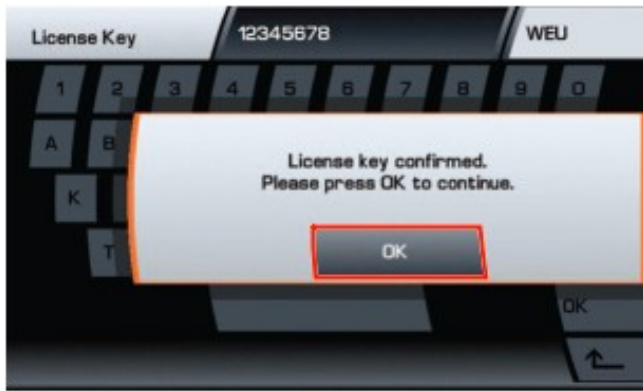 License Key
12345678
WEU
1 2 3 4 5 6 7 8 9 0
A B
License key confirmed.
Please press OK to continue.
K
T
OK
OK